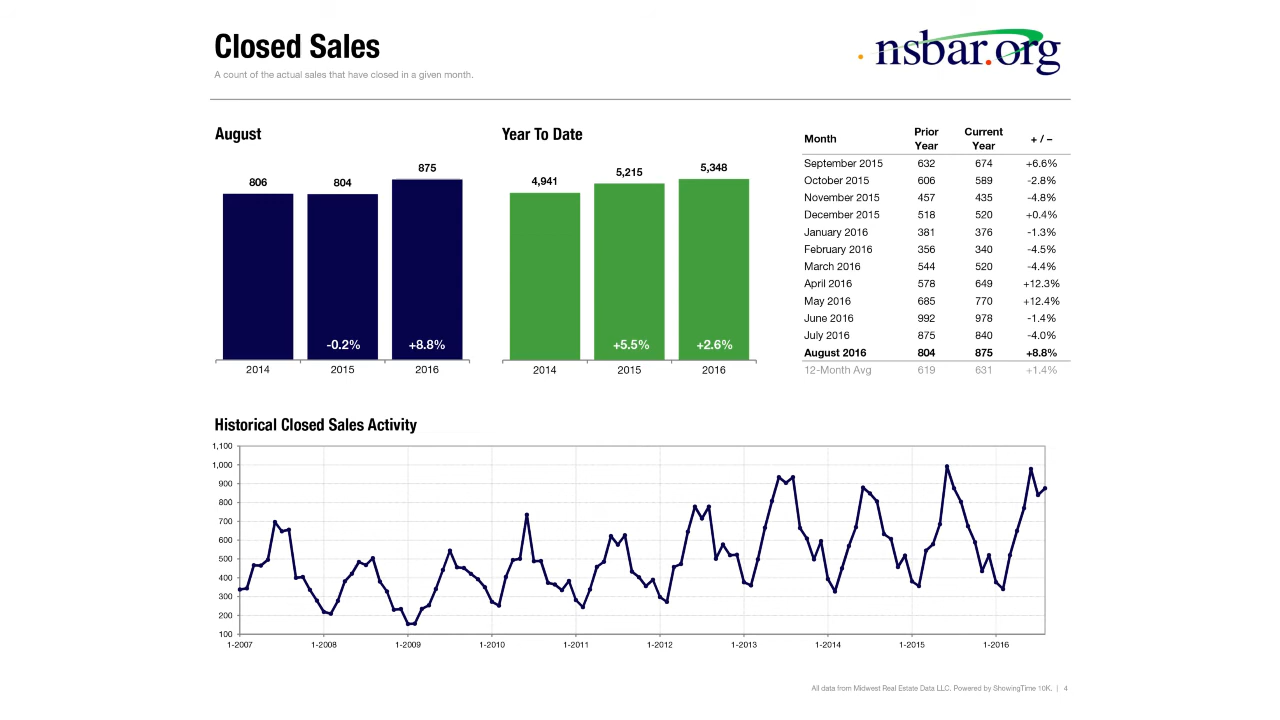 Closed Sales
A count of the actual sales that have closed in a given month.
nsbar.org
August
806
804
875
-0.2%
+8.8%
2014
2015
2016
Year To Date
4,941
5,215
5,348
+5.5%
+2.6%
2014
2015
2016
Month Prior Year Current Year + / –
September 2015 632 674 +6.6%
October 2015 606 589 -2.8%
November 2015 457 435 -4.8%
December 2015 518 520 +0.4%
January 2016 381 376 -1.3%
February 2016 356 340 -4.5%
March 2016 544 520 -4.4%
April 2016 578 649 +12.3%
May 2016 685 770 +12.4%
June 2016 992 978 -1.4%
July 2016 875 840 -4.0%
August 2016 804 875 +8.8%
12-Month Avg 619 631 +1.4%
Historical Closed Sales Activity
1,100
1,000
900
800
700
600
500
400
300
200
100
1-2007
1-2008
1-2009
1-2010
1-2011
1-2012
1-2013
1-2014
1-2015
1-2016
All data from Midwest Real Estate Data LLC. Powered by ShowingTime 10K. | 4